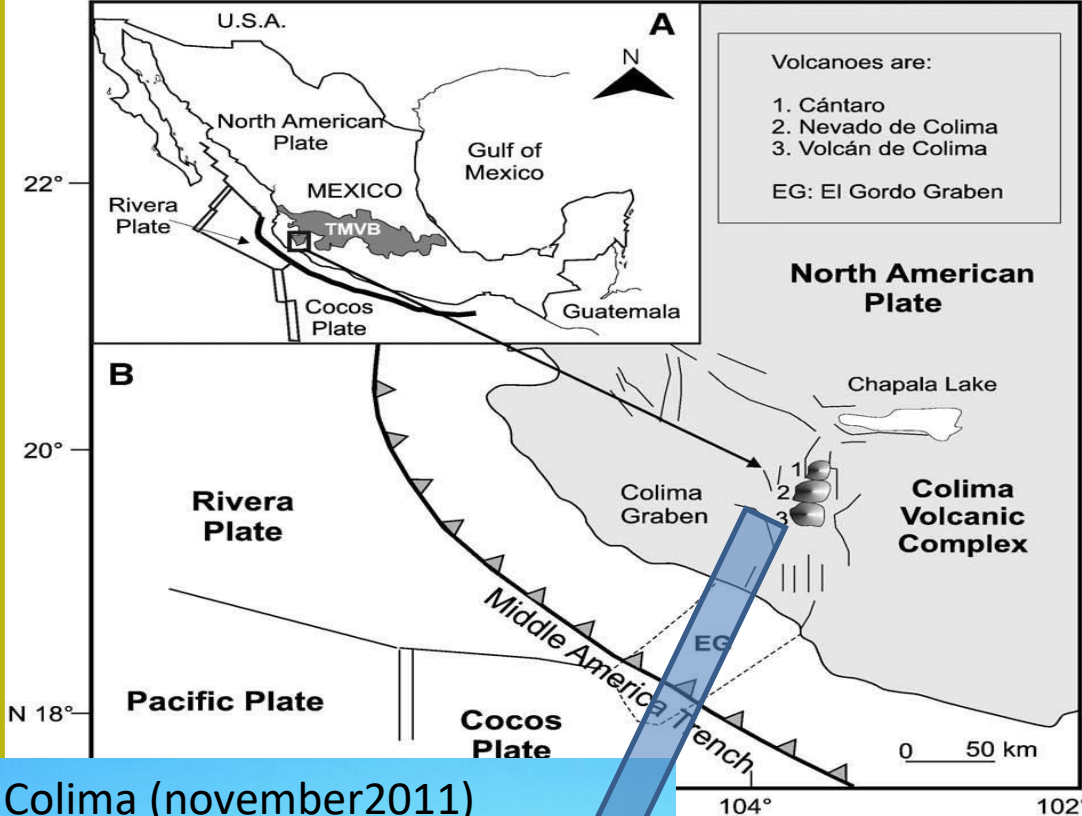 U.S.A.
A
N
North American
Plate
Gulf of
Mexico
22°
MEXICO
Rivera
Plate
TMVB
Cocos
Plate
Guatemala
Volcanoes are:
1. Cántaro
2. Nevado de Colima
3. Volcán de Colima
EG: El Gordo Graben
North American
Plate
B
Chapala Lake
20°
1
2
3
Rivera
Plate
Colima
Graben
Colima
Volcanic
Complex
Middle America Trench
EG
Pacific Plate
N 18°
Cocos
Plate
0 50 km
Colima (november2011)
104°
102°